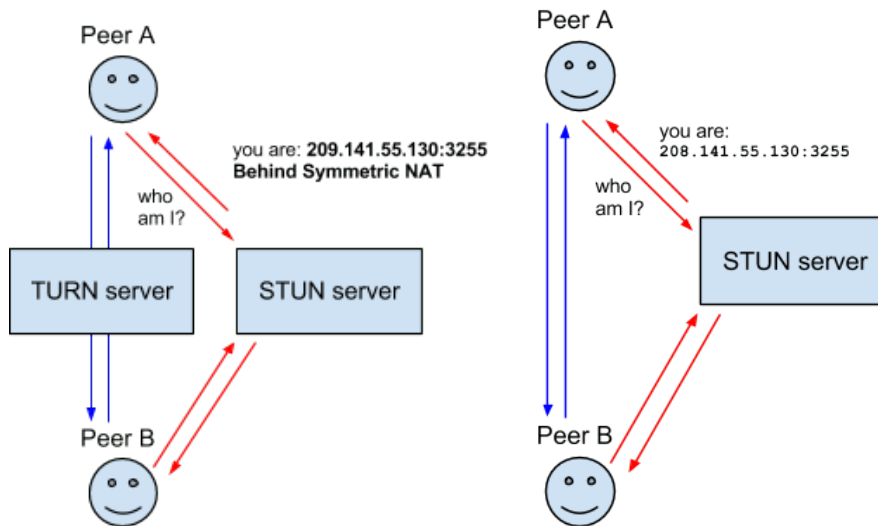 Peer A
you are: 209.141.55.130:3255
Behind Symmetric NAT
who
am I?
TURN server
STUN server
Peer B
Peer A
you are:
208.141.55.130:3255
who
am I?
STUN server
Peer B